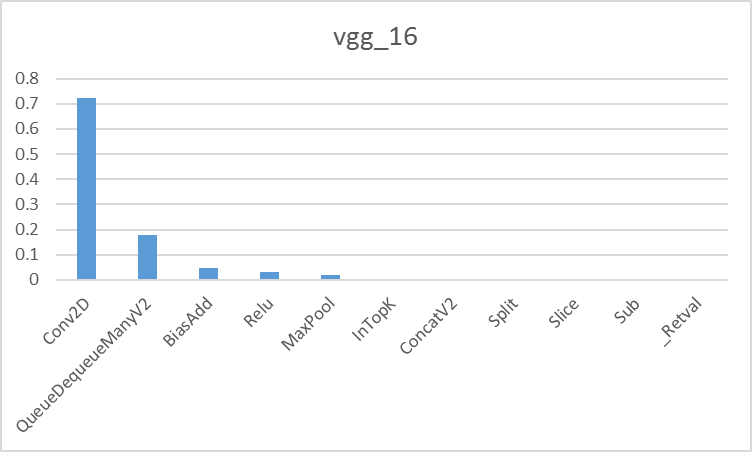 vgg_16
0.8
0.7
0.6
0.5
0.4
0.3
0.2
0.1
0
Conv2D
QueueDequeueManyV2
BiasAdd
Relu
MaxPool
InTopK
ConcatV2
Split
Slice
Sub
_Retval